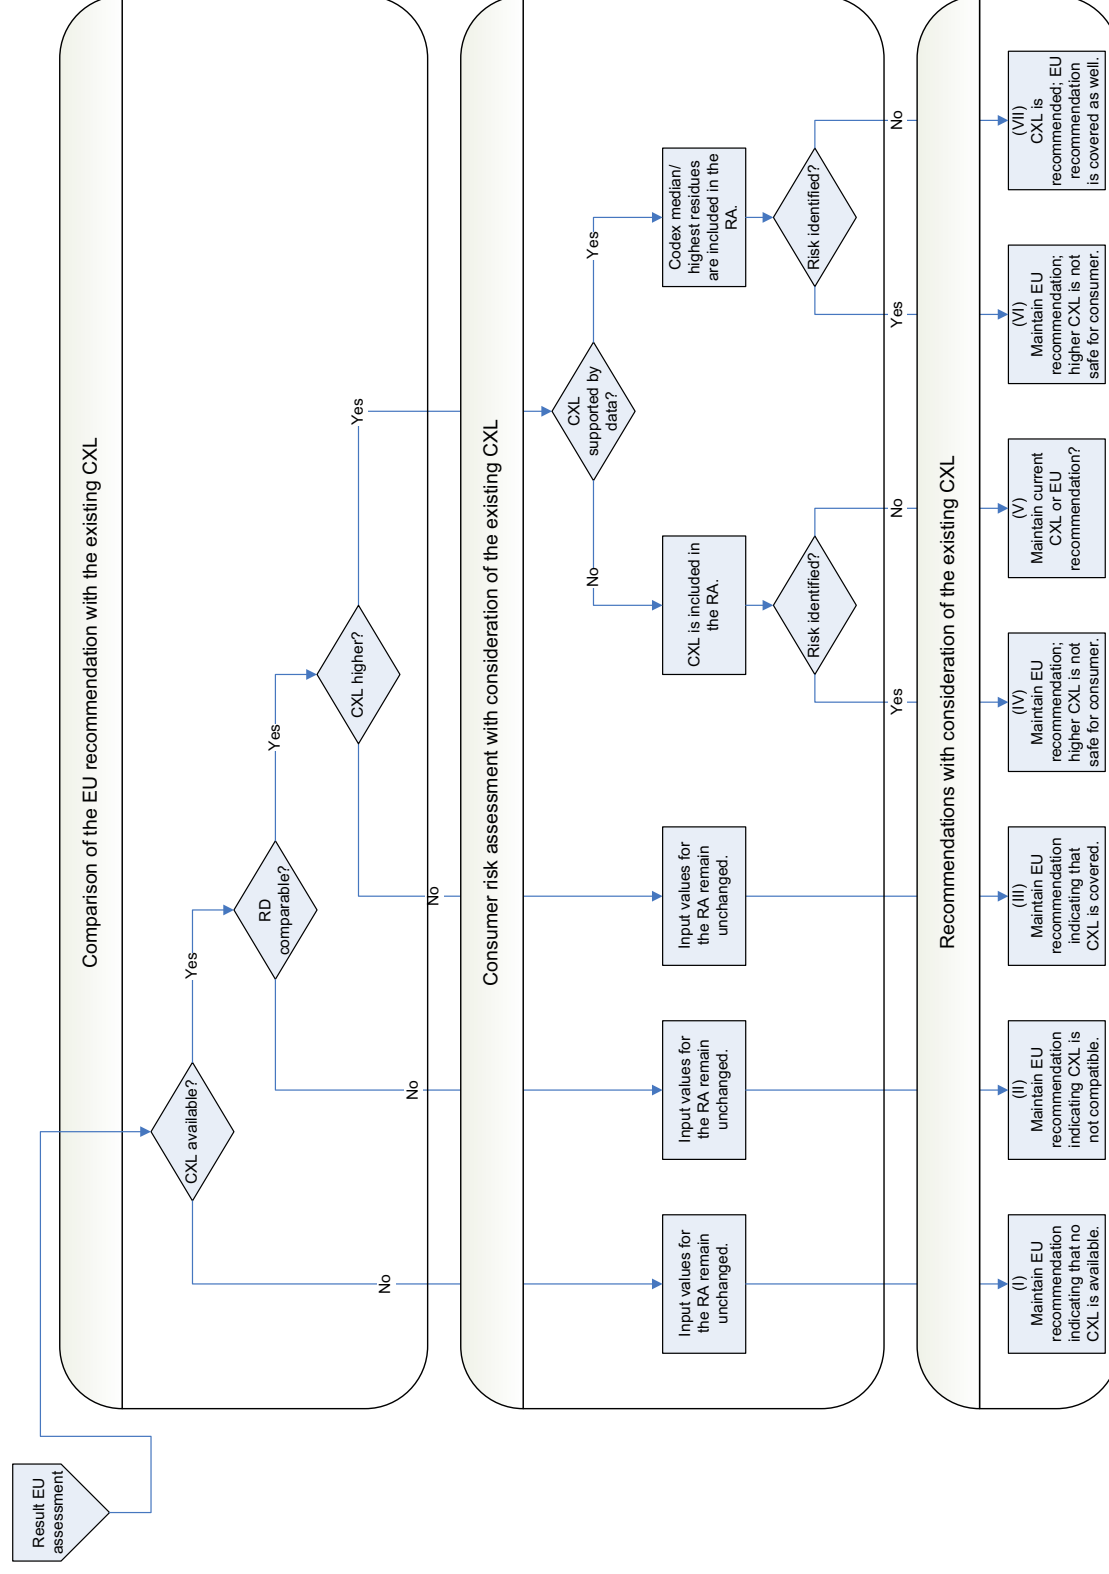 Result EU
assessment
Comparison of the EU recommendation with the existing CXL
CXL available?
Yes
No
RD
comparable?
Yes
No
CXL higher?
Yes
No
Consumer risk assessment with consideration of the existing CXL
CXL
supported by
data?
No
Yes
Input values for
the RA remain
unchanged.
Input values for
the RA remain
unchanged.
Input values for
the RA remain
unchanged.
CXL is included in
the RA.
Codex median/
highest residues
are included in the
RA.
Risk identified?
Yes
No
Risk identified?
Yes
No
Recommendations with consideration of the existing CXL
(I)
Maintain EU
recommendation
indicating that no
CXL is available.
(II)
Maintain EU
recommendation
indicating CXL is
not compatible.
(III)
Maintain EU
recommendation
indicating that
CXL is covered.
(IV)
Maintain EU
recommendation;
higher CXL is not
safe for consumer.
(V)
Maintain current
CXL or EU
recommendation?
(VI)
Maintain EU
recommendation;
higher CXL is not
safe for consumer.
(VII)
CXL is
recommended; EU
recommendation
is covered as well.